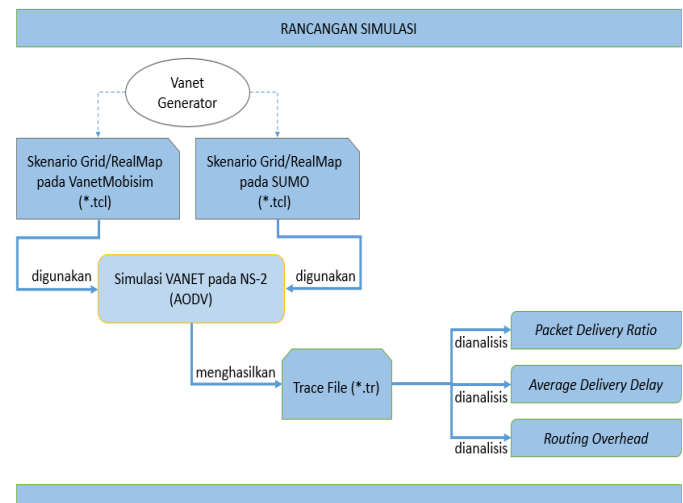 RANCANGAN SIMULASI
Vanet
Generator
Skenario Grid/RealMap
pada VanetMobisim
(*.tcl)
Skenario Grid/RealMap
pada SUMO
(*.tcl)
digunakan
Simulasi VANET pada NS-2
(AODV)
digunakan
menghasilkan
Trace File (*.tr)
dianalisis
Packet Delivery Ratio
dianalisis
Average Delivery Delay
dianalisis
Routing Overhead